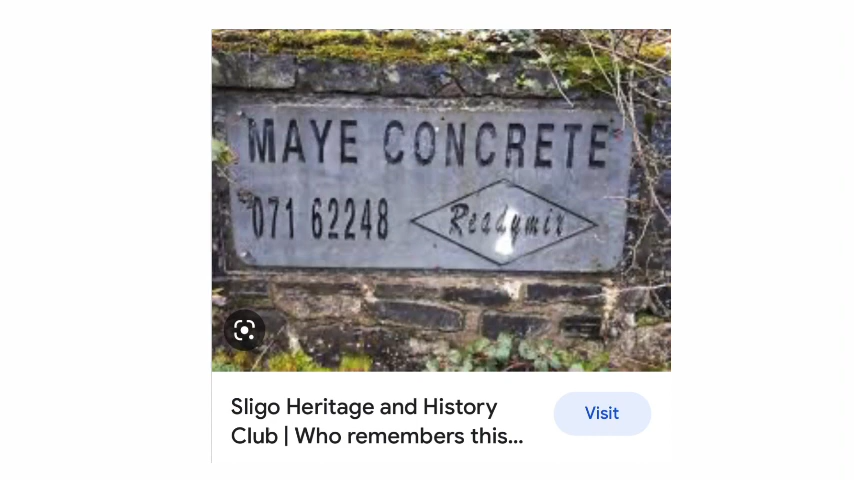 MAYE CONCRETE
071 62248 Readymix
Sligo Heritage and History
Club | Who remembers this...
Visit